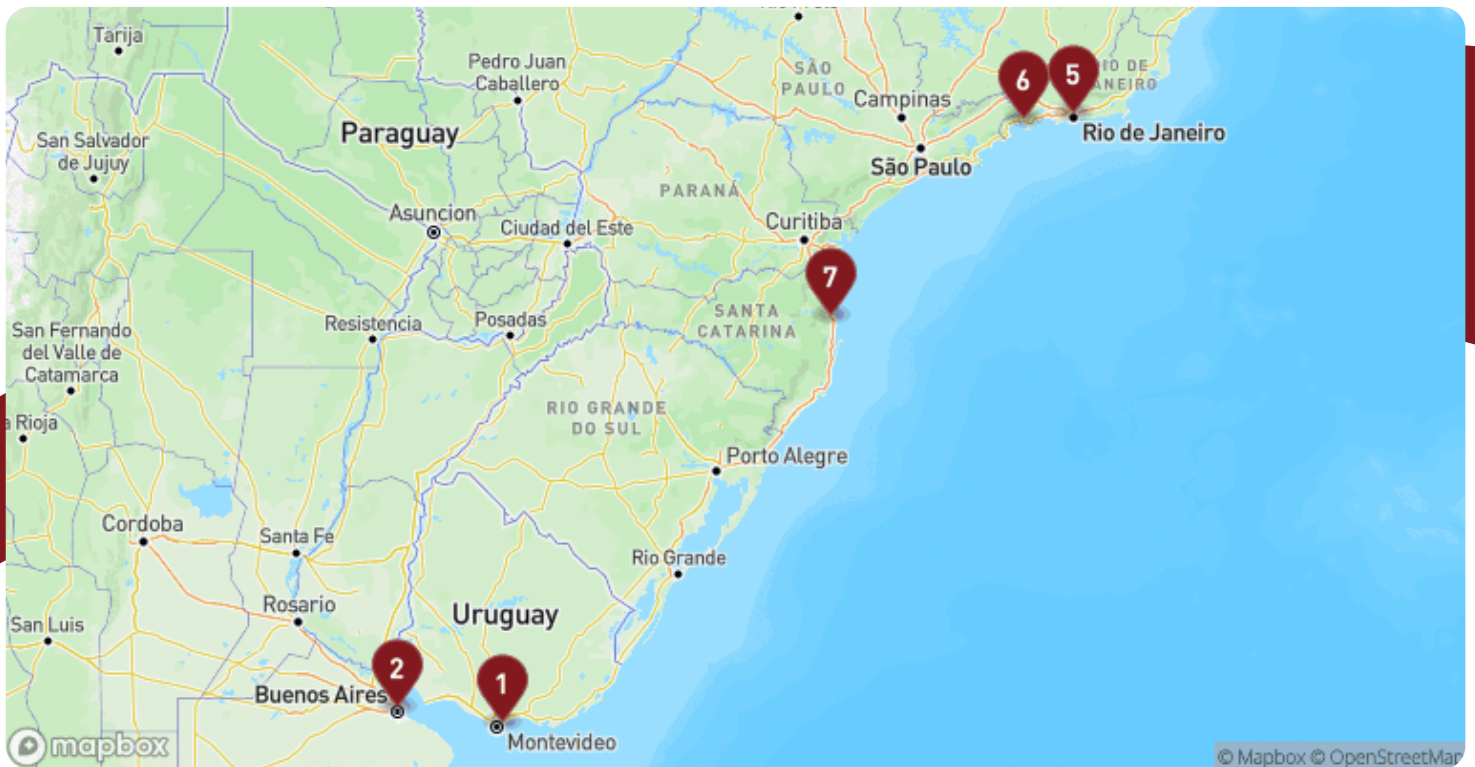 Tarija
Pedro Juan
Caballero
SÃO
PAULO
Campinas
6
5
RIO DE
JANEIRO
Rio de Janeiro
São Paulo
San Salvador
de Jujuy
Paraguay
PARANÁ
Asuncion
Ciudad del Este
Curitiba
7
SANTA
CATARINA
Resistencia
Posadas
San Fernando
del Valle de
Catamarca
a Rioja
RIO GRANDE
DO SUL
Porto Alegre
Cordoba
Santa Fe
Rio Grande
Rosario
Uruguay
San Luis
2
1
Buenos Aires
Montevideo
mapbox
© Mapbox © OpenStreetMap